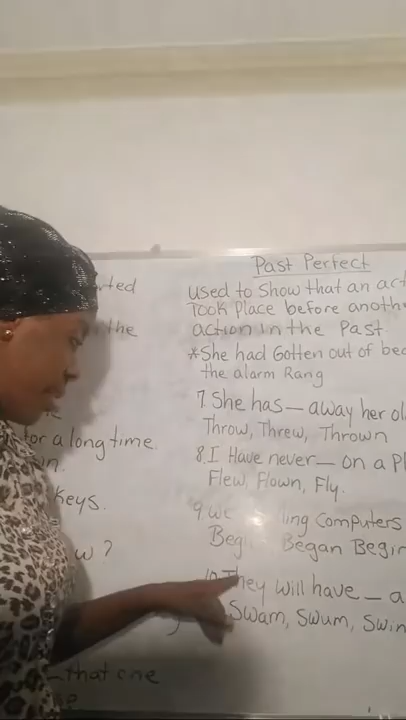 ted
the
for a long time.
in.
Keys.
w?
that one
Past Perfect
used to Show that an act
Took Place before anoth
action in the Past.
*She had Gotten out of bed
the alarm Rang
7. She has — away her ol
Throw, Threw, Thrown
8. I Have never — on a Pl
Flew, Flown, Fly.
9. we ling Computers
Beg Began Begin
10. They will have — a
Swam, Swum, Swim